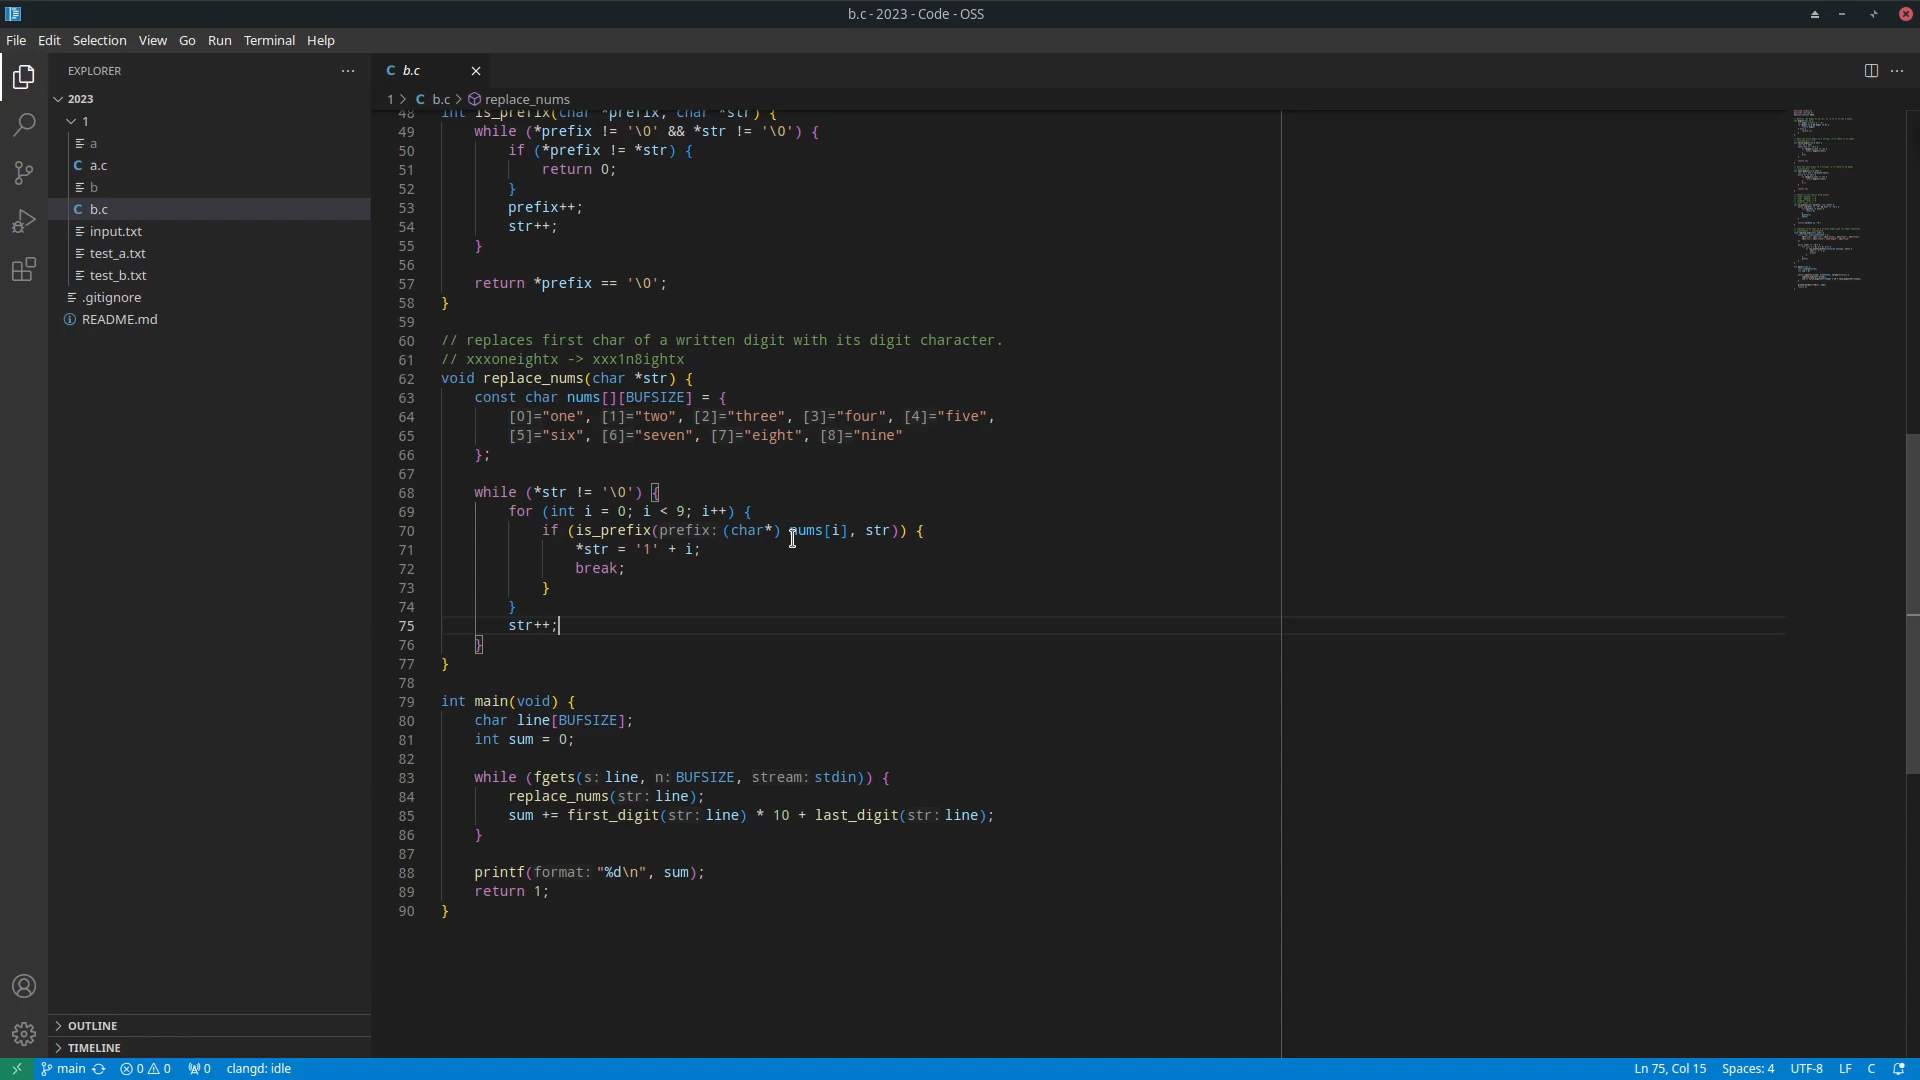 b.c - 2023 - Code - OSS
File Edit Selection View Go Run Terminal Help
EXPLORER
2023
1
a
a.c
b
b.c
input.txt
test_a.txt
test_b.txt
.gitignore
README.md
OUTLINE
TIMELINE
C b.c
1 > C b.c > replace_nums
48 int is_prefix(char *prefix, char *str) {
49 while (*prefix != '\0' && *str != '\0') {
50 if (*prefix != *str) {
51 return 0;
52 }
53 prefix++;
54 str++;
55 }
56
57 return *prefix == '\0';
58 }
59
60 // replaces first char of a written digit with its digit character.
61 // xxxoneightx -> xxx1n8ightx
62 void replace_nums(char *str) {
63 const char nums[][BUFSIZE] = {
64 [0]="one", [1]="two", [2]="three", [3]="four", [4]="five",
65 [5]="six", [6]="seven", [7]="eight", [8]="nine"
66 };
67
68 while (*str != '\0') {
69 for (int i = 0; i < 9; i++) {
70 if (is_prefix(prefix: (char*) nums[i], str)) {
71 *str = '1' + i;
72 break;
73 }
74 }
75 str++;
76 }
77 }
78
79 int main(void) {
80 char line[BUFSIZE];
81 int sum = 0;
82
83 while (fgets(s: line, n: BUFSIZE, stream: stdin)) {
84 replace_nums(str: line);
85 sum += first_digit(str: line) * 10 + last_digit(str: line);
86 }
87
88 printf(format: "%d\n", sum);
89 return 1;
90 }
main 0 0 0 clangd: idle Ln 75, Col 15 Spaces: 4 UTF-8 LF C